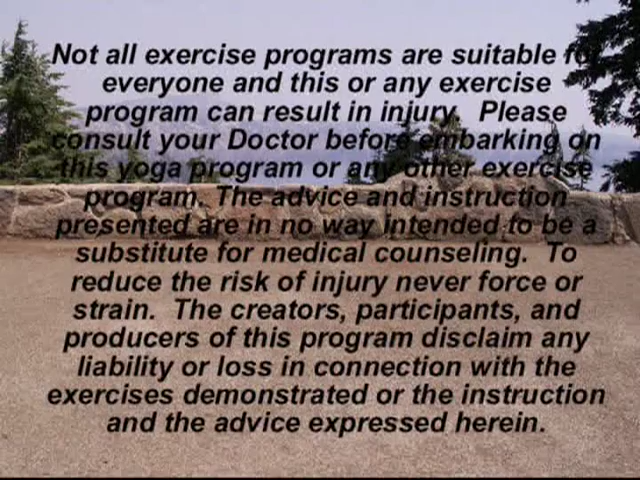 Not all exercise programs are suitable for
everyone and this or any exercise
program can result in injury.  Please
consult your Doctor before embarking on
this yoga program or any other exercise
program. The advice and instruction
presented are in no way intended to be a
substitute for medical counseling.  To
reduce the risk of injury never force or
strain.  The creators, participants, and
producers of this program disclaim any
liability or loss in connection with the
exercises demonstrated or the instruction
and the advice expressed herein.